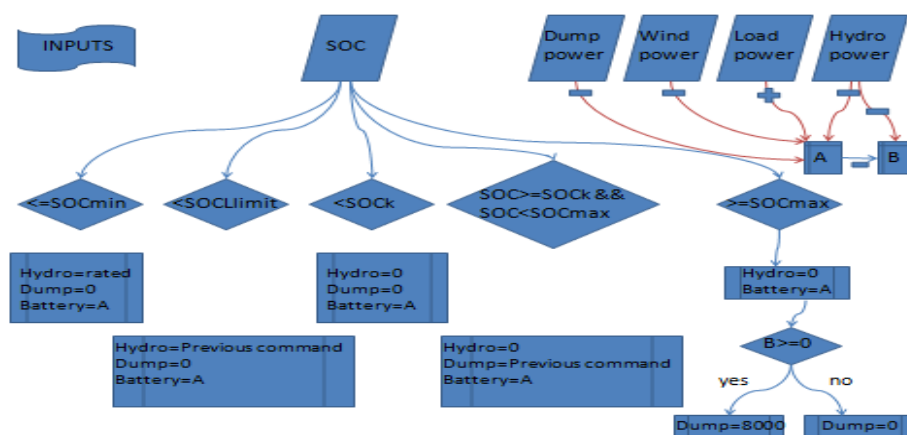 INPUTS
SOC
Dump
power
Wind
power
Load
power
Hydro
power
A
B
<=SOCmin
<SOCLlimit
<SOCk
SOC>=SOCk &&
SOC<SOCmax
>=SOCmax
Hydro=rated
Dump=0
Battery=A
Hydro=0
Dump=0
Battery=A
Hydro=0
Battery=A
Hydro=Previous command
Dump=0
Battery=A
Hydro=0
Dump=Previous command
Battery=A
B>=0
yes
no
Dump=8000
Dump=0